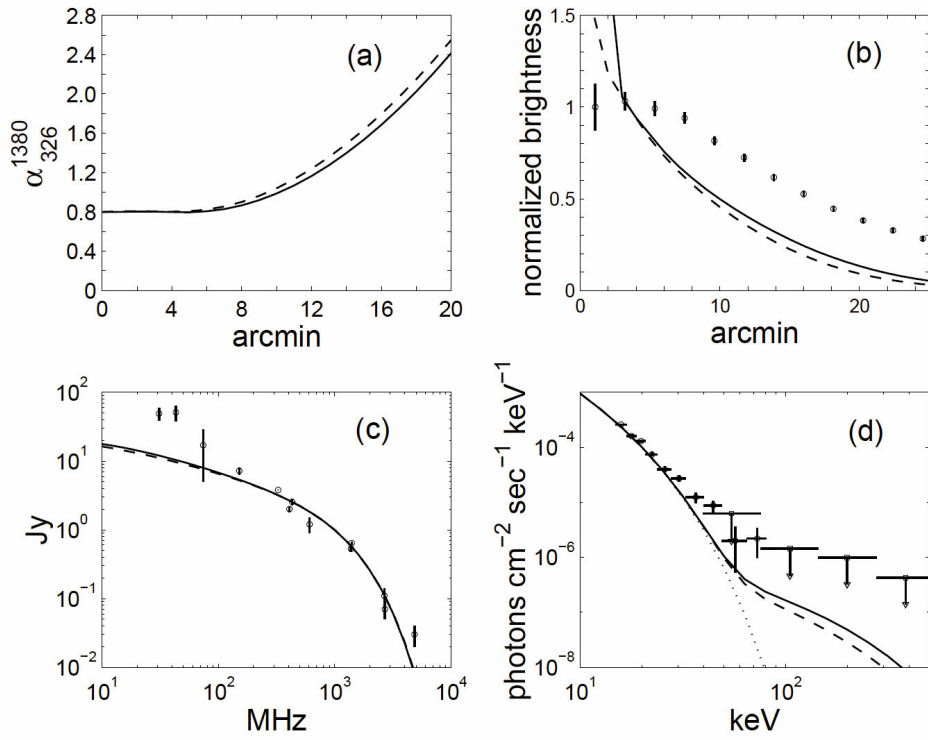 (a)
2.8
2.4
2.0
1.6
1.2
0.8
0.4
0
α 1380 326
0 4 8 12 16 20
arcmin
(b)
1.5
1
0.5
0
normalized brightness
0 10 20
arcmin
(c)
10^2
10^1
10^0
10^-1
10^-2
Jy
10^1 10^2 10^3 10^4
MHz
(d)
10^-4
10^-6
10^-8
photons cm^-2 sec^-1 keV^-1
10^1 10^2
keV